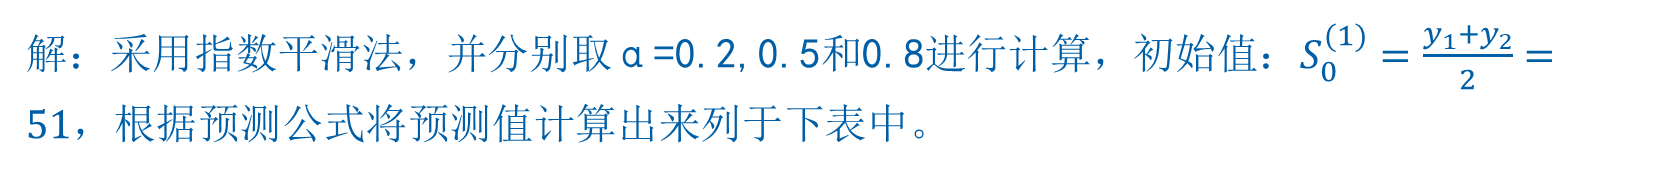 解：采用指数平滑法，并分别取α=0.2,0.5和0.8进行计算，初始值：$S_0^{(1)} = \frac{y_1+y_2}{2} =$
51，根据预测公式将预测值计算出来列于下表中。